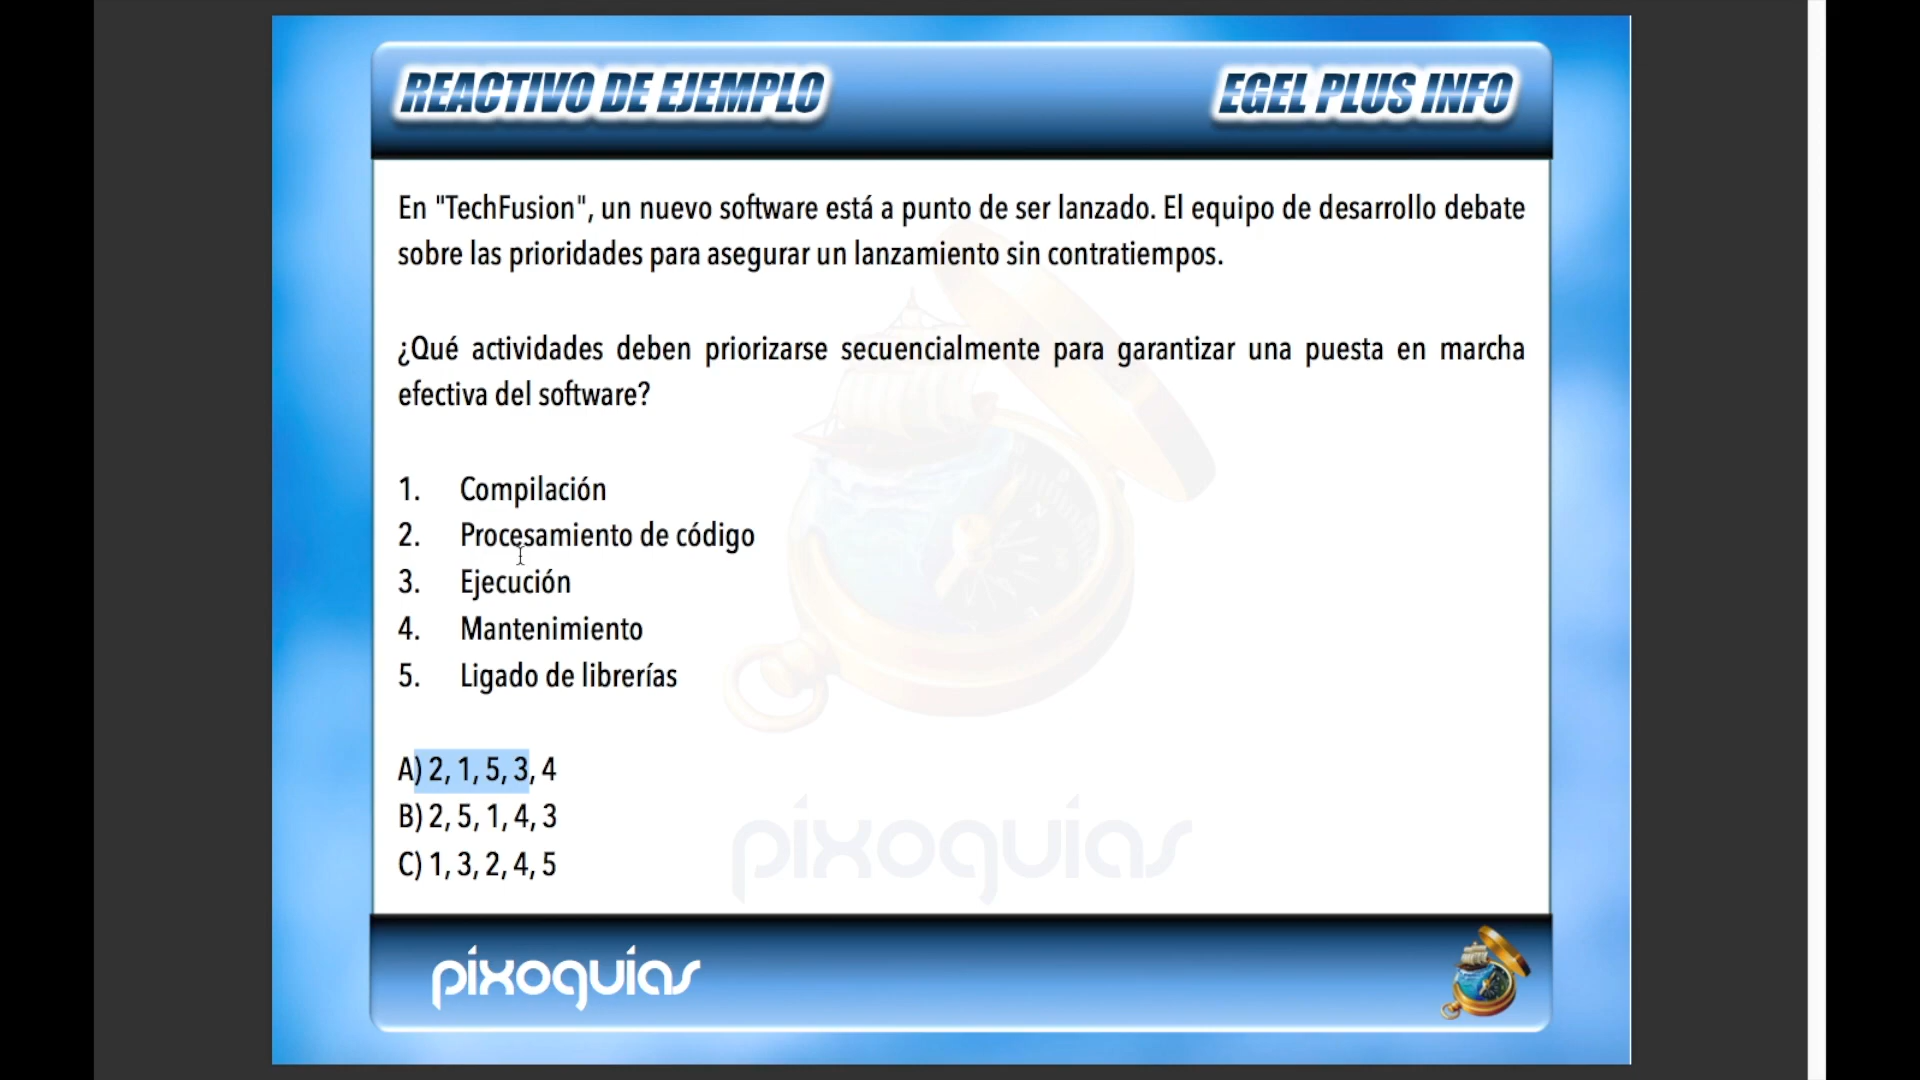 REACTIVO DE EJEMPLO
EGEL PLUS INFO
En "TechFusion", un nuevo software está a punto de ser lanzado. El equipo de desarrollo debate
sobre las prioridades para asegurar un lanzamiento sin contratiempos.
¿Qué actividades deben priorizarse secuencialmente para garantizar una puesta en marcha
efectiva del software?
1. Compilación
2. Procesamiento de código
3. Ejecución
4. Mantenimiento
5. Ligado de librerías
A) 2, 1, 5, 3, 4
B) 2, 5, 1, 4, 3
C) 1, 3, 2, 4, 5
pixoguías
pixoguías